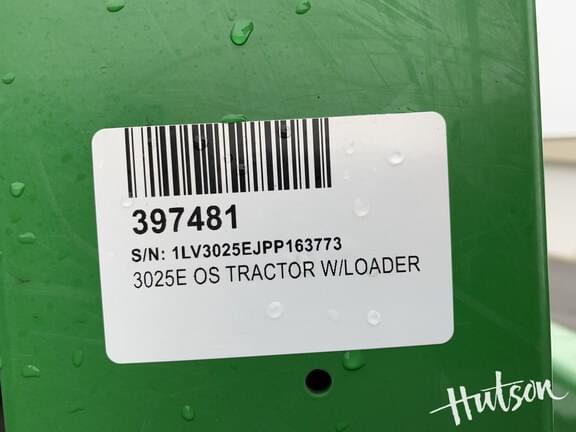 397481
S/N: 1LV3025EJPP163773
3025E OS TRACTOR W/LOADER
Hutson